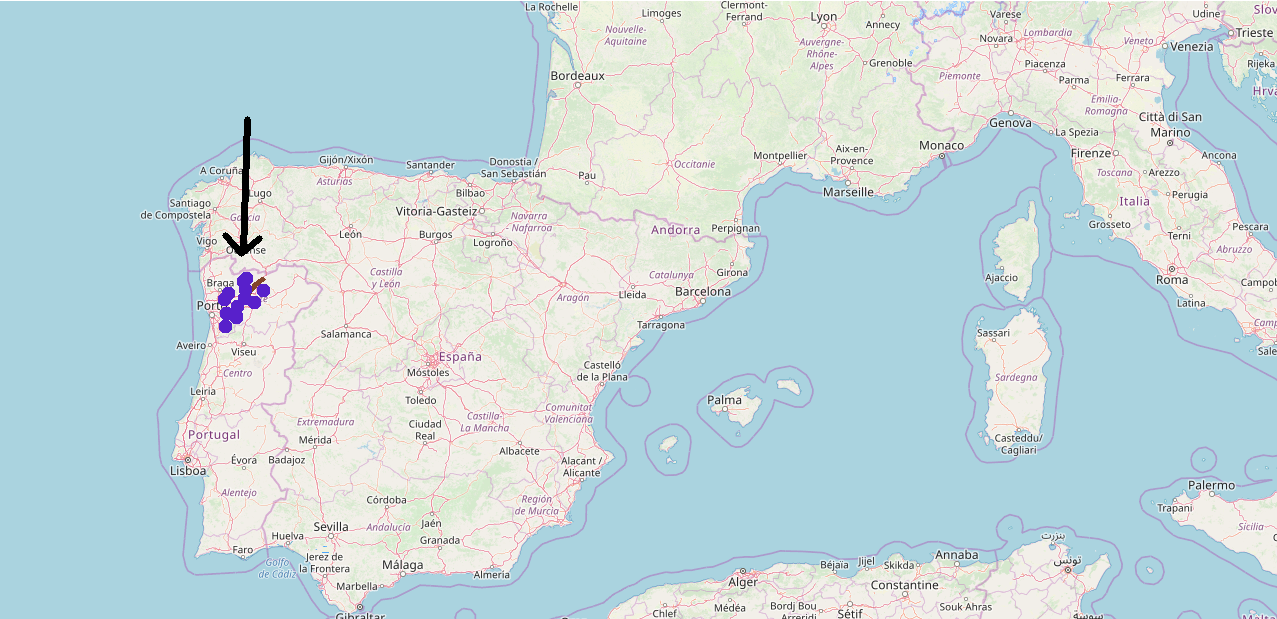 La Rochelle
Limoges
Clermont-
Ferrand
Lyon
Annecy
Varese
Udine
Slov
Nouvelle-
Aquitaine
Auvergne-
Rhône-
Alpes
Novara
Lombardia
Veneto
Venezia
Trieste
Grenoble
Piacenza
Rijeka
Bordeaux
Piemonte
Parma
Ferrara
Hrva
Emilia-
Romagna
Genova
Città di San
Marino
La Spezia
Monaco
Firenze
Ancona
Montpellier
Aix-en-
Provence
Occitanie
Toscana
Arezzo
Marseille
Perugia
Pau
Italia
Grosseto
Terni
Pescara
Abruzzo
A Coruña
Gijón/Xixón
Santander
Donostia /
San Sebastián
Asturias
Lugo
Bilbao
Santiago
de Compostela
Vitoria-Gasteiz
Navarra
Nafarroa
Andorra
Perpignan
Vigo
León
Burgos
Logroño
Ajaccio
Roma
Campob
Latina
Braga
Castilla
y León
Catalunya
Girona
Aragón
Lleida
Barcelona
Port
Tarragona
Salamanca
Sassari
Camp
Sale
Aveiro
Viseu
España
Móstoles
Castelló
de la Plana
Centro
Sardegna
Leiria
Toledo
Palma
Extremadura
Castilla-
La Mancha
Comunitat
Valenciana
Portugal
Mérida
Ciudad
Real
Casteddu/
Cagliari
Lisboa
Évora
Badajoz
Albacete
Alacant /
Alicante
Palermo
Alentejo
Córdoba
Región
de Murcia
Trapani
Sevilla
Andalucía
Jaén
Sicilia
Huelva
Granada
Faro
Golfo
de Cádiz
Jerez de
la Frontera
Málaga
Almería
Marbella
Gibraltar
Alger
Béjaïa
Jijel
Skikda
Annaba
بنزرت
تونس
Constantine
Chlef
Médéa
Bordj Bou
Arreridj
Sétif
Souk Ahras
سوسة
Malta